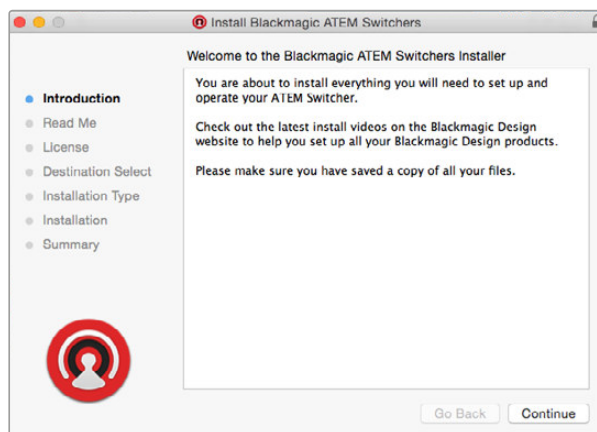 Install Blackmagic ATEM Switchers
Welcome to the Blackmagic ATEM Switchers Installer
Introduction
Read Me
License
Destination Select
Installation Type
Installation
Summary
You are about to install everything you will need to set up and
operate your ATEM Switcher.
Check out the latest install videos on the Blackmagic Design
website to help you set up all your Blackmagic Design products.
Please make sure you have saved a copy of all your files.
Go Back
Continue